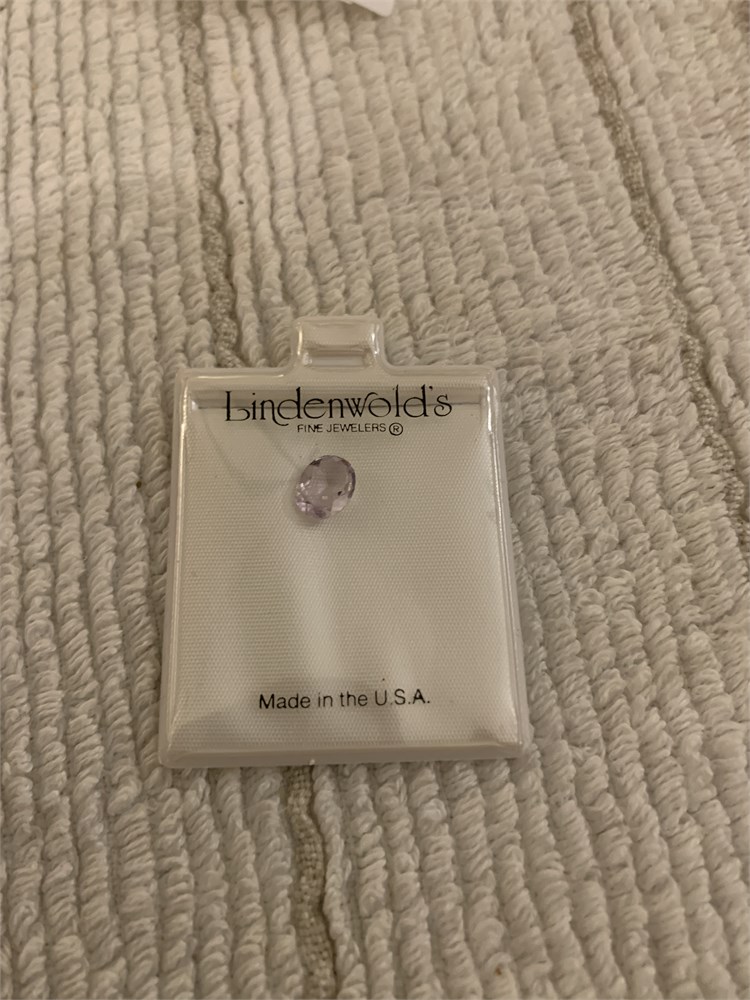 Lindenwold's
FINE JEWELERS ®
Made in the U.S.A.